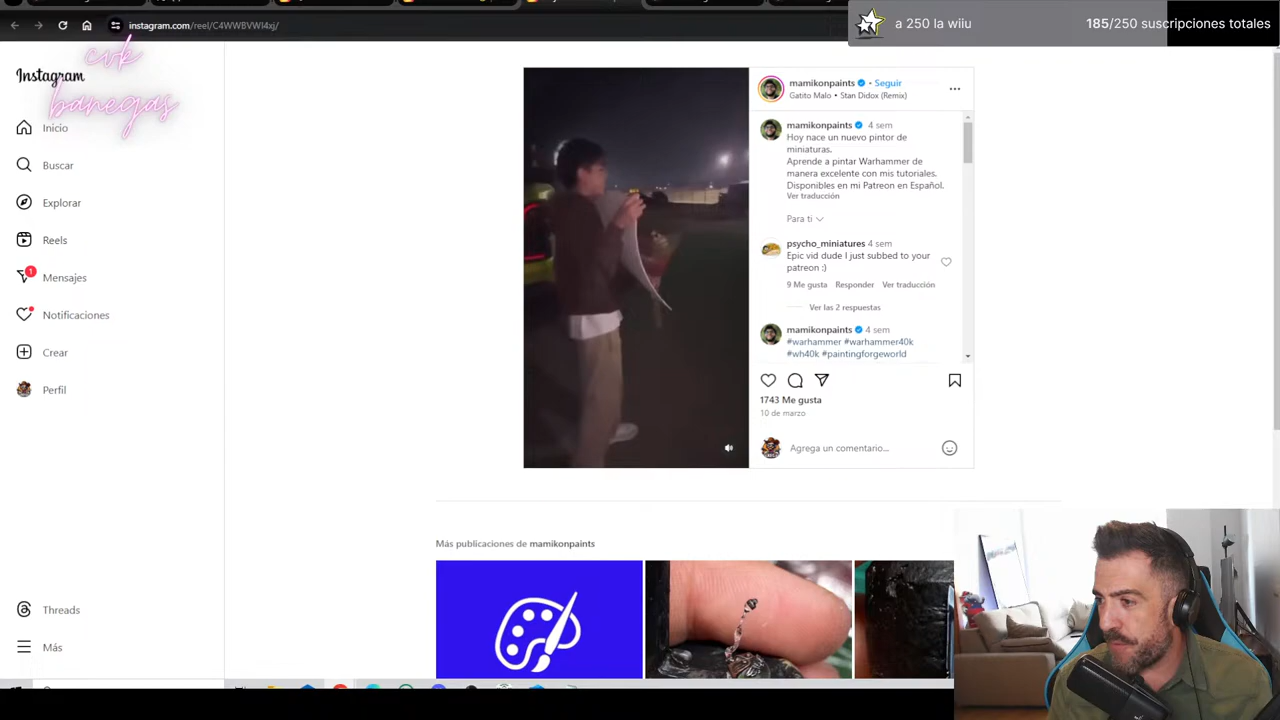 instagram.com/reel/C4WWBVWI4xj/
a 250 la wiiu
185/250 suscripciones totales
cvk
banegas
Instagram
Inicio
Buscar
Explorar
Reels
1
Mensajes
Notificaciones
Crear
Perfil
Threads
Más
mamikonpaints • Seguir
Gatito Malo • Stan Didox (Remix)
mamikonpaints 4 sem
Hoy nace un nuevo pintor de
miniaturas.
Aprende a pintar Warhammer de
manera excelente con mis tutoriales.
Disponibles en mi Patreon en Español.
Ver traducción
Para ti
psycho_miniatures 4 sem
Epic vid dude I just subbed to your
patreon :)
9 Me gusta Responder Ver traducción
Ver las 2 respuestas
mamikonpaints 4 sem
#warhammer #warhammer40k
#wh40k #paintingforgeworld
1743 Me gusta
10 de marzo
Agrega un comentario...
Más publicaciones de mamikonpaints